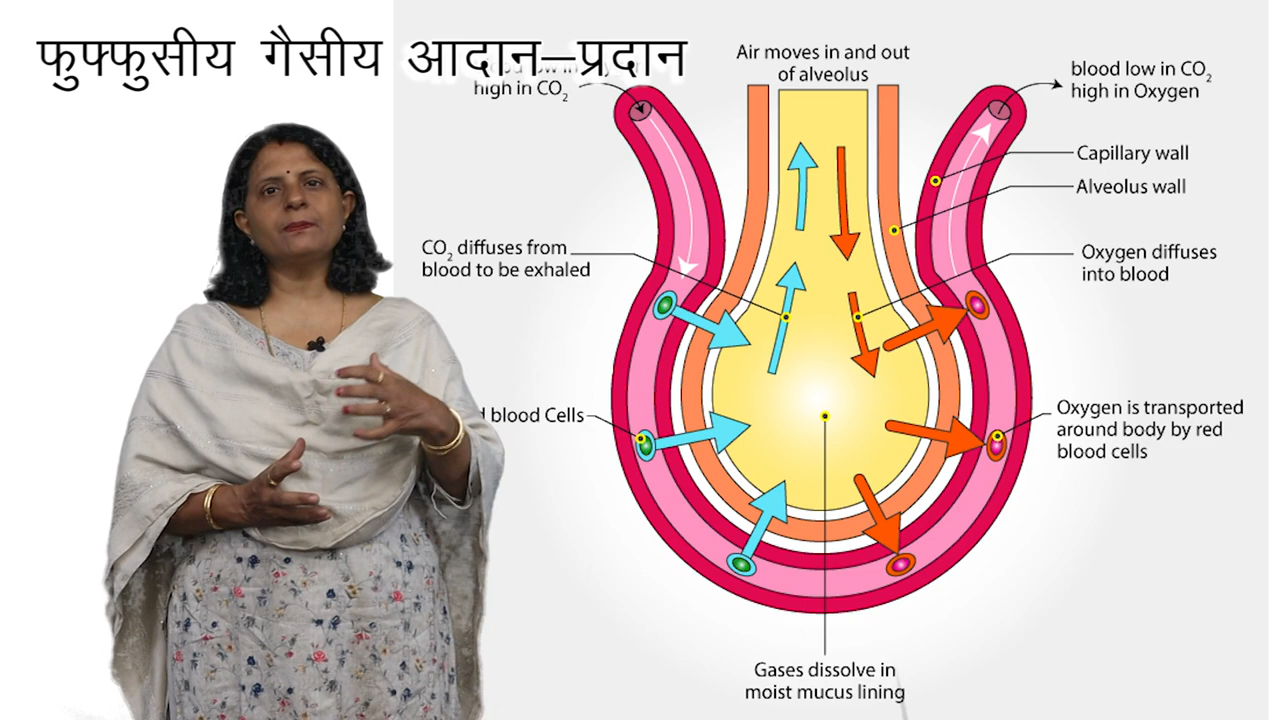 फुफ्फुसीय गैसीय आदान–प्रदान
high in CO₂
Air moves in and out
of alveolus
blood low in CO₂
high in Oxygen
Capillary wall
Alveolus wall
CO₂ diffuses from
blood to be exhaled
Oxygen diffuses
into blood
blood Cells
Oxygen is transported
around body by red
blood cells
Gases dissolve in
moist mucus lining